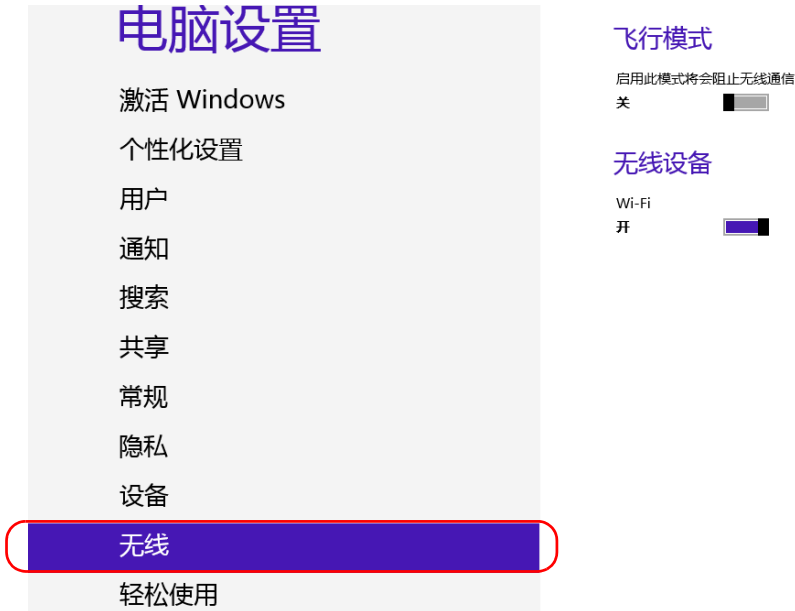 电脑设置
激活 Windows
个性化设置
用户
通知
搜索
共享
常规
隐私
设备
无线
轻松使用
飞行模式
启用此模式将会阻止无线通信
关
无线设备
Wi-Fi
开